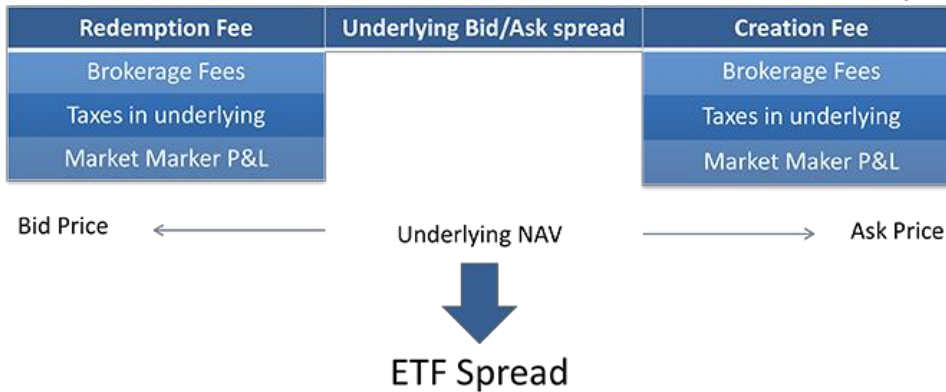 Redemption Fee Underlying Bid/Ask spread Creation Fee
Brokerage Fees Brokerage Fees
Taxes in underlying Taxes in underlying
Market Marker P&L Market Maker P&L
Bid Price Underlying NAV Ask Price
ETF Spread